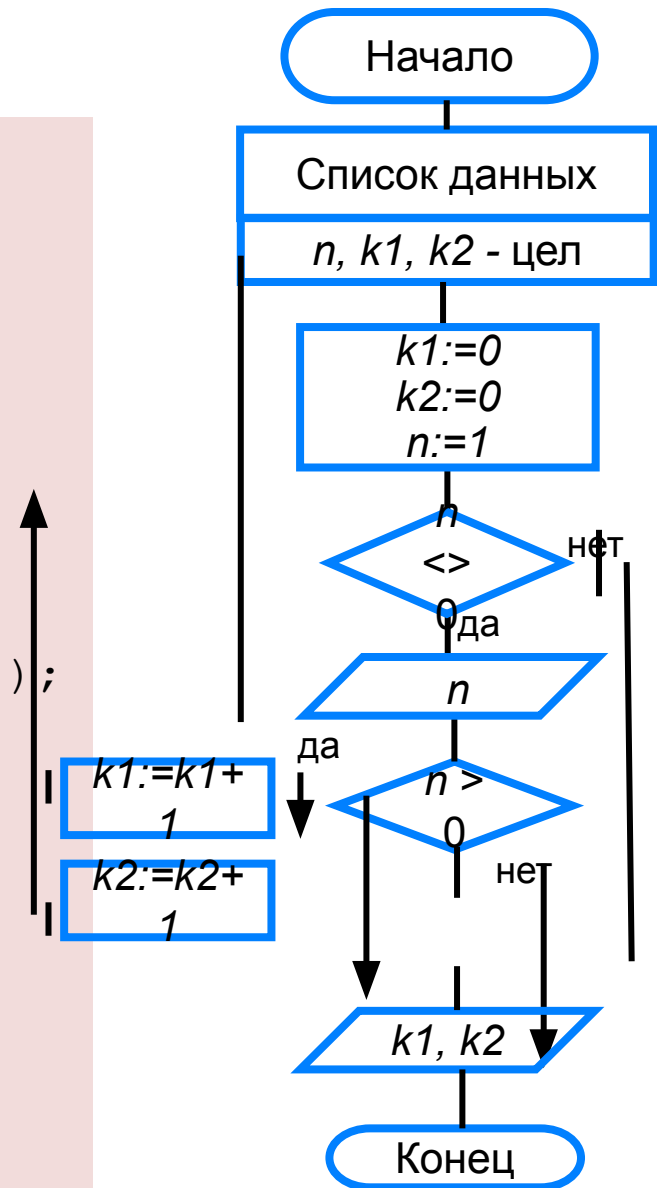 Начало
Список данных
n, k1, k2 - цел
k1:=0
k2:=0
n:=1
n
<>
0
нет
да
n
);
да
n >
0
k1:=k1+
1
нет
k2:=k2+
1
k1, k2
Конец